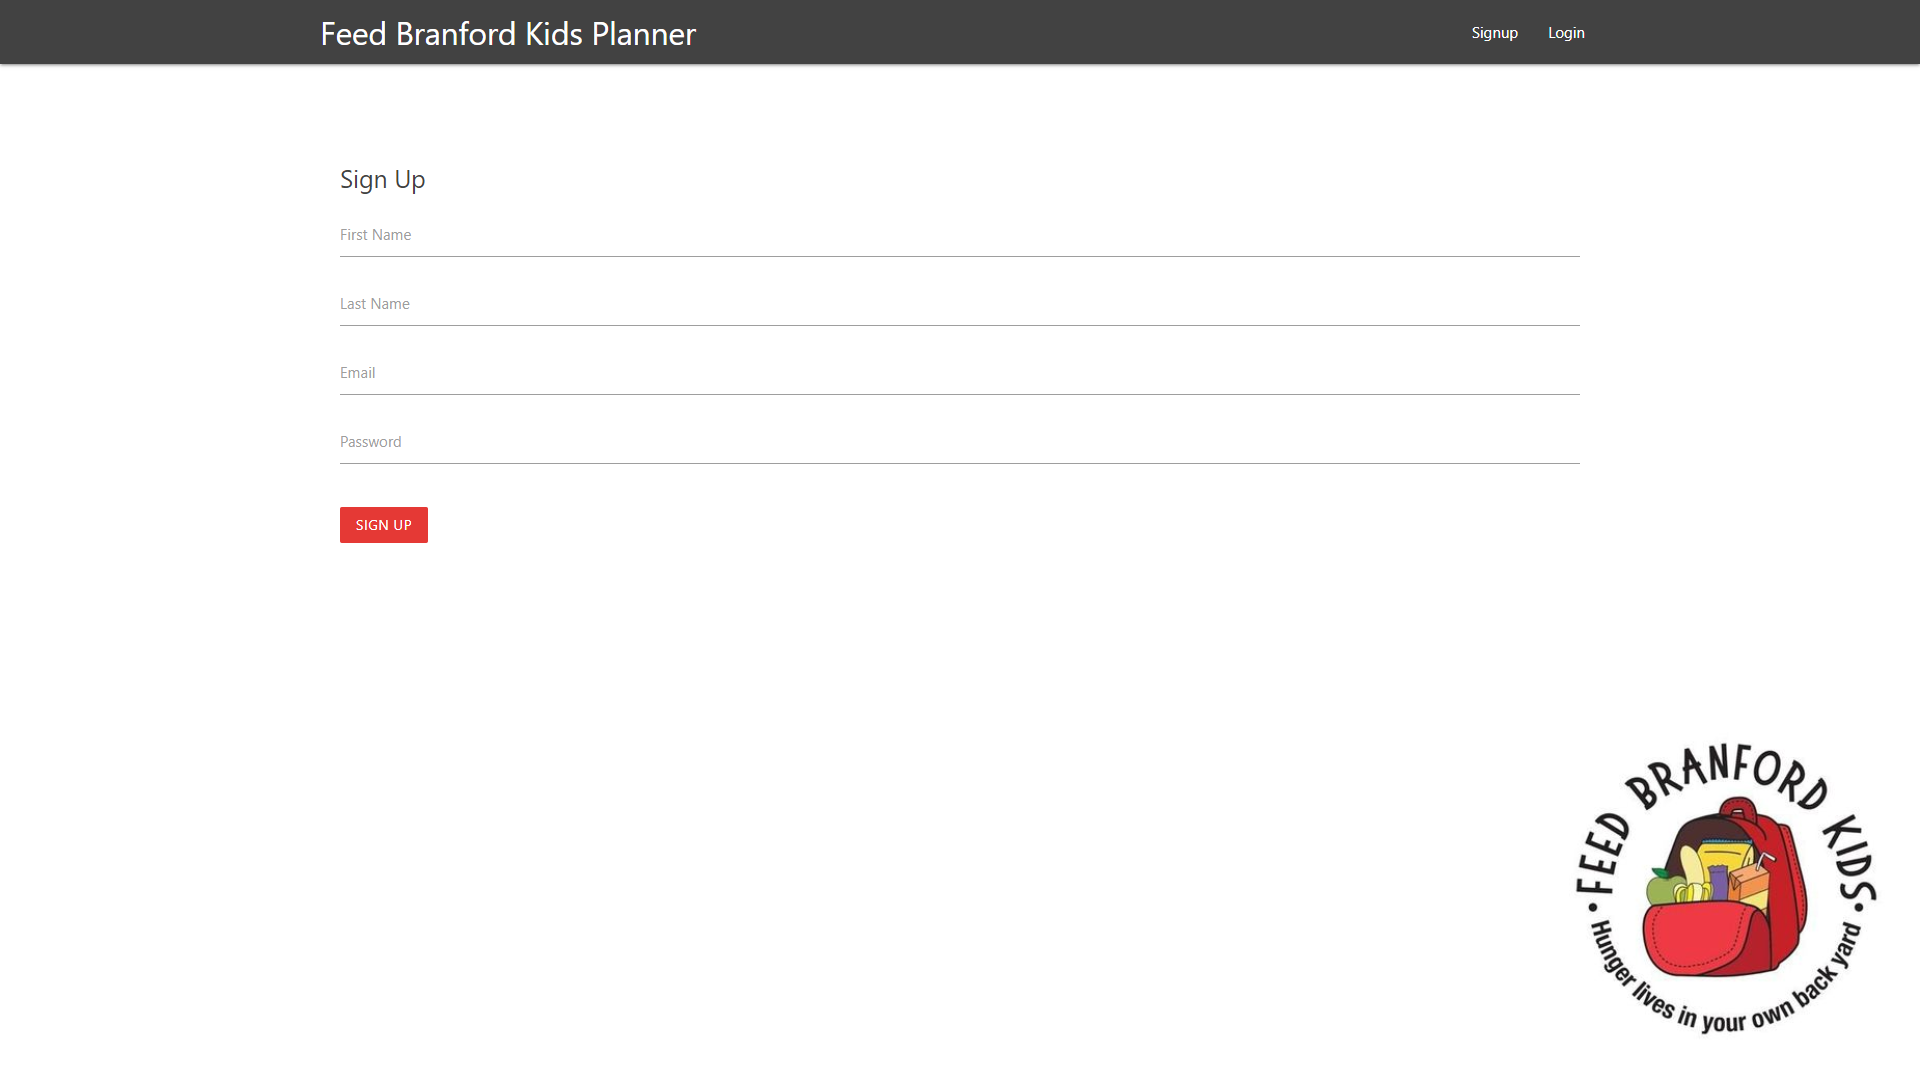 Feed Branford Kids Planner
Signup
Login
Sign Up
First Name
Last Name
Email
Password
SIGN UP
• FEED BRANFORD KIDS •
Hunger lives in your own back yard